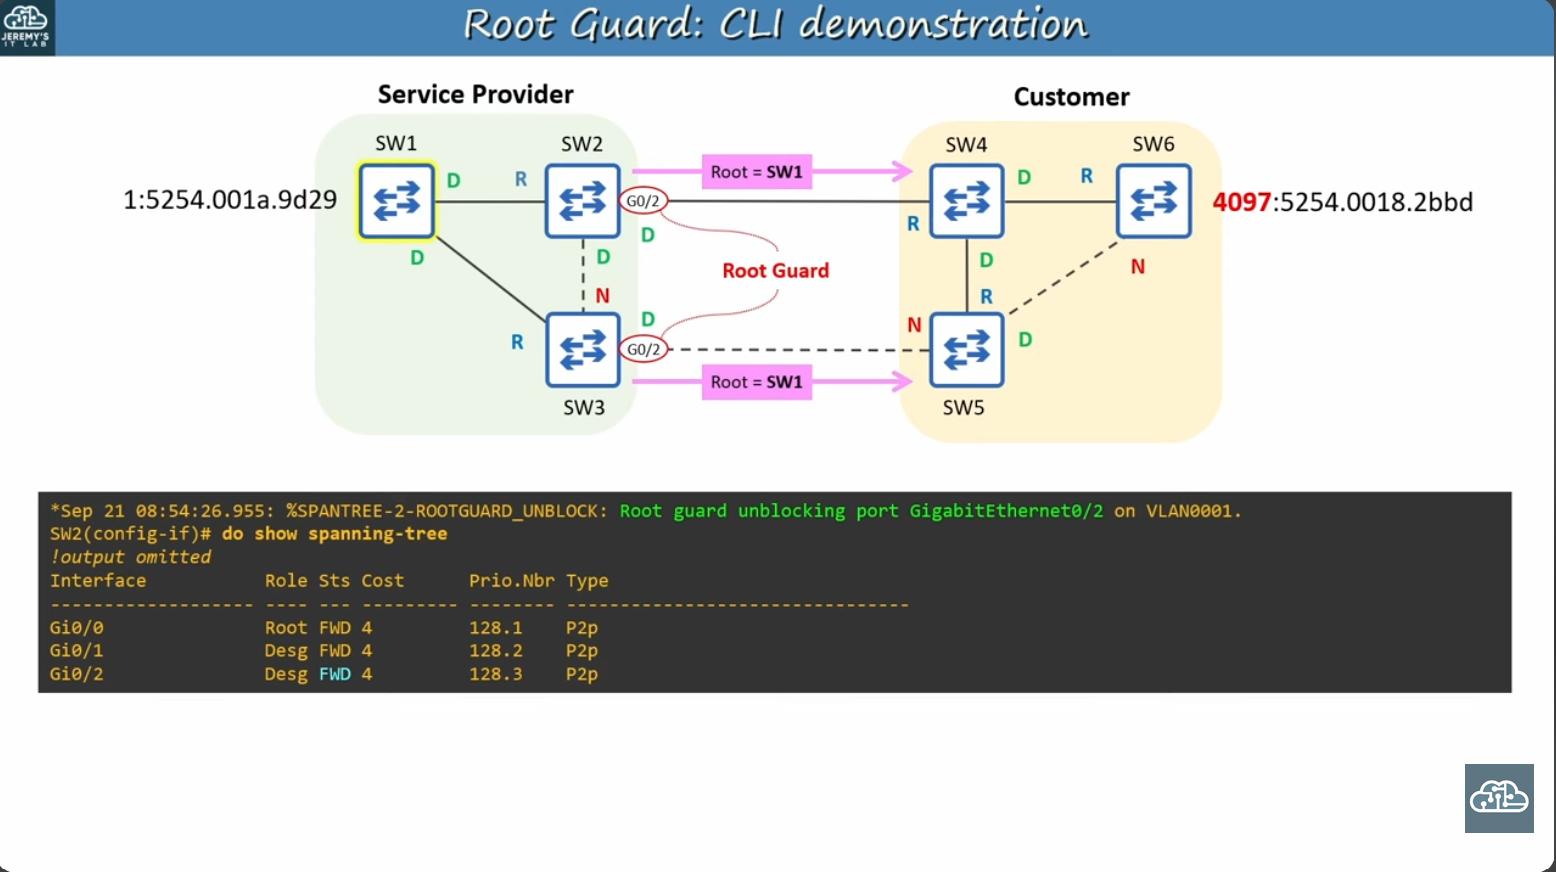 JEREMY'S
IT LAB
Root Guard: CLI demonstration
Service Provider
Customer
SW1
SW2
SW4
SW6
D
R
Root = SW1
D
R
1:5254.001a.9d29
G0/2
4097:5254.0018.2bbd
D
R
D
D
D
N
Root Guard
N
D
R
R
N
D
D
G0/2
Root = SW1
SW3
SW5
*Sep 21 08:54:26.955: %SPANTREE-2-ROOTGUARD_UNBLOCK: Root guard unblocking port GigabitEthernet0/2 on VLAN0001.
SW2(config-if)# do show spanning-tree
!output omitted
Interface Role Sts Cost Prio.Nbr Type
------------------- ---- --- --------- -------- --------------------------------
Gi0/0 Root FWD 4 128.1 P2p
Gi0/1 Desg FWD 4 128.2 P2p
Gi0/2 Desg FWD 4 128.3 P2p